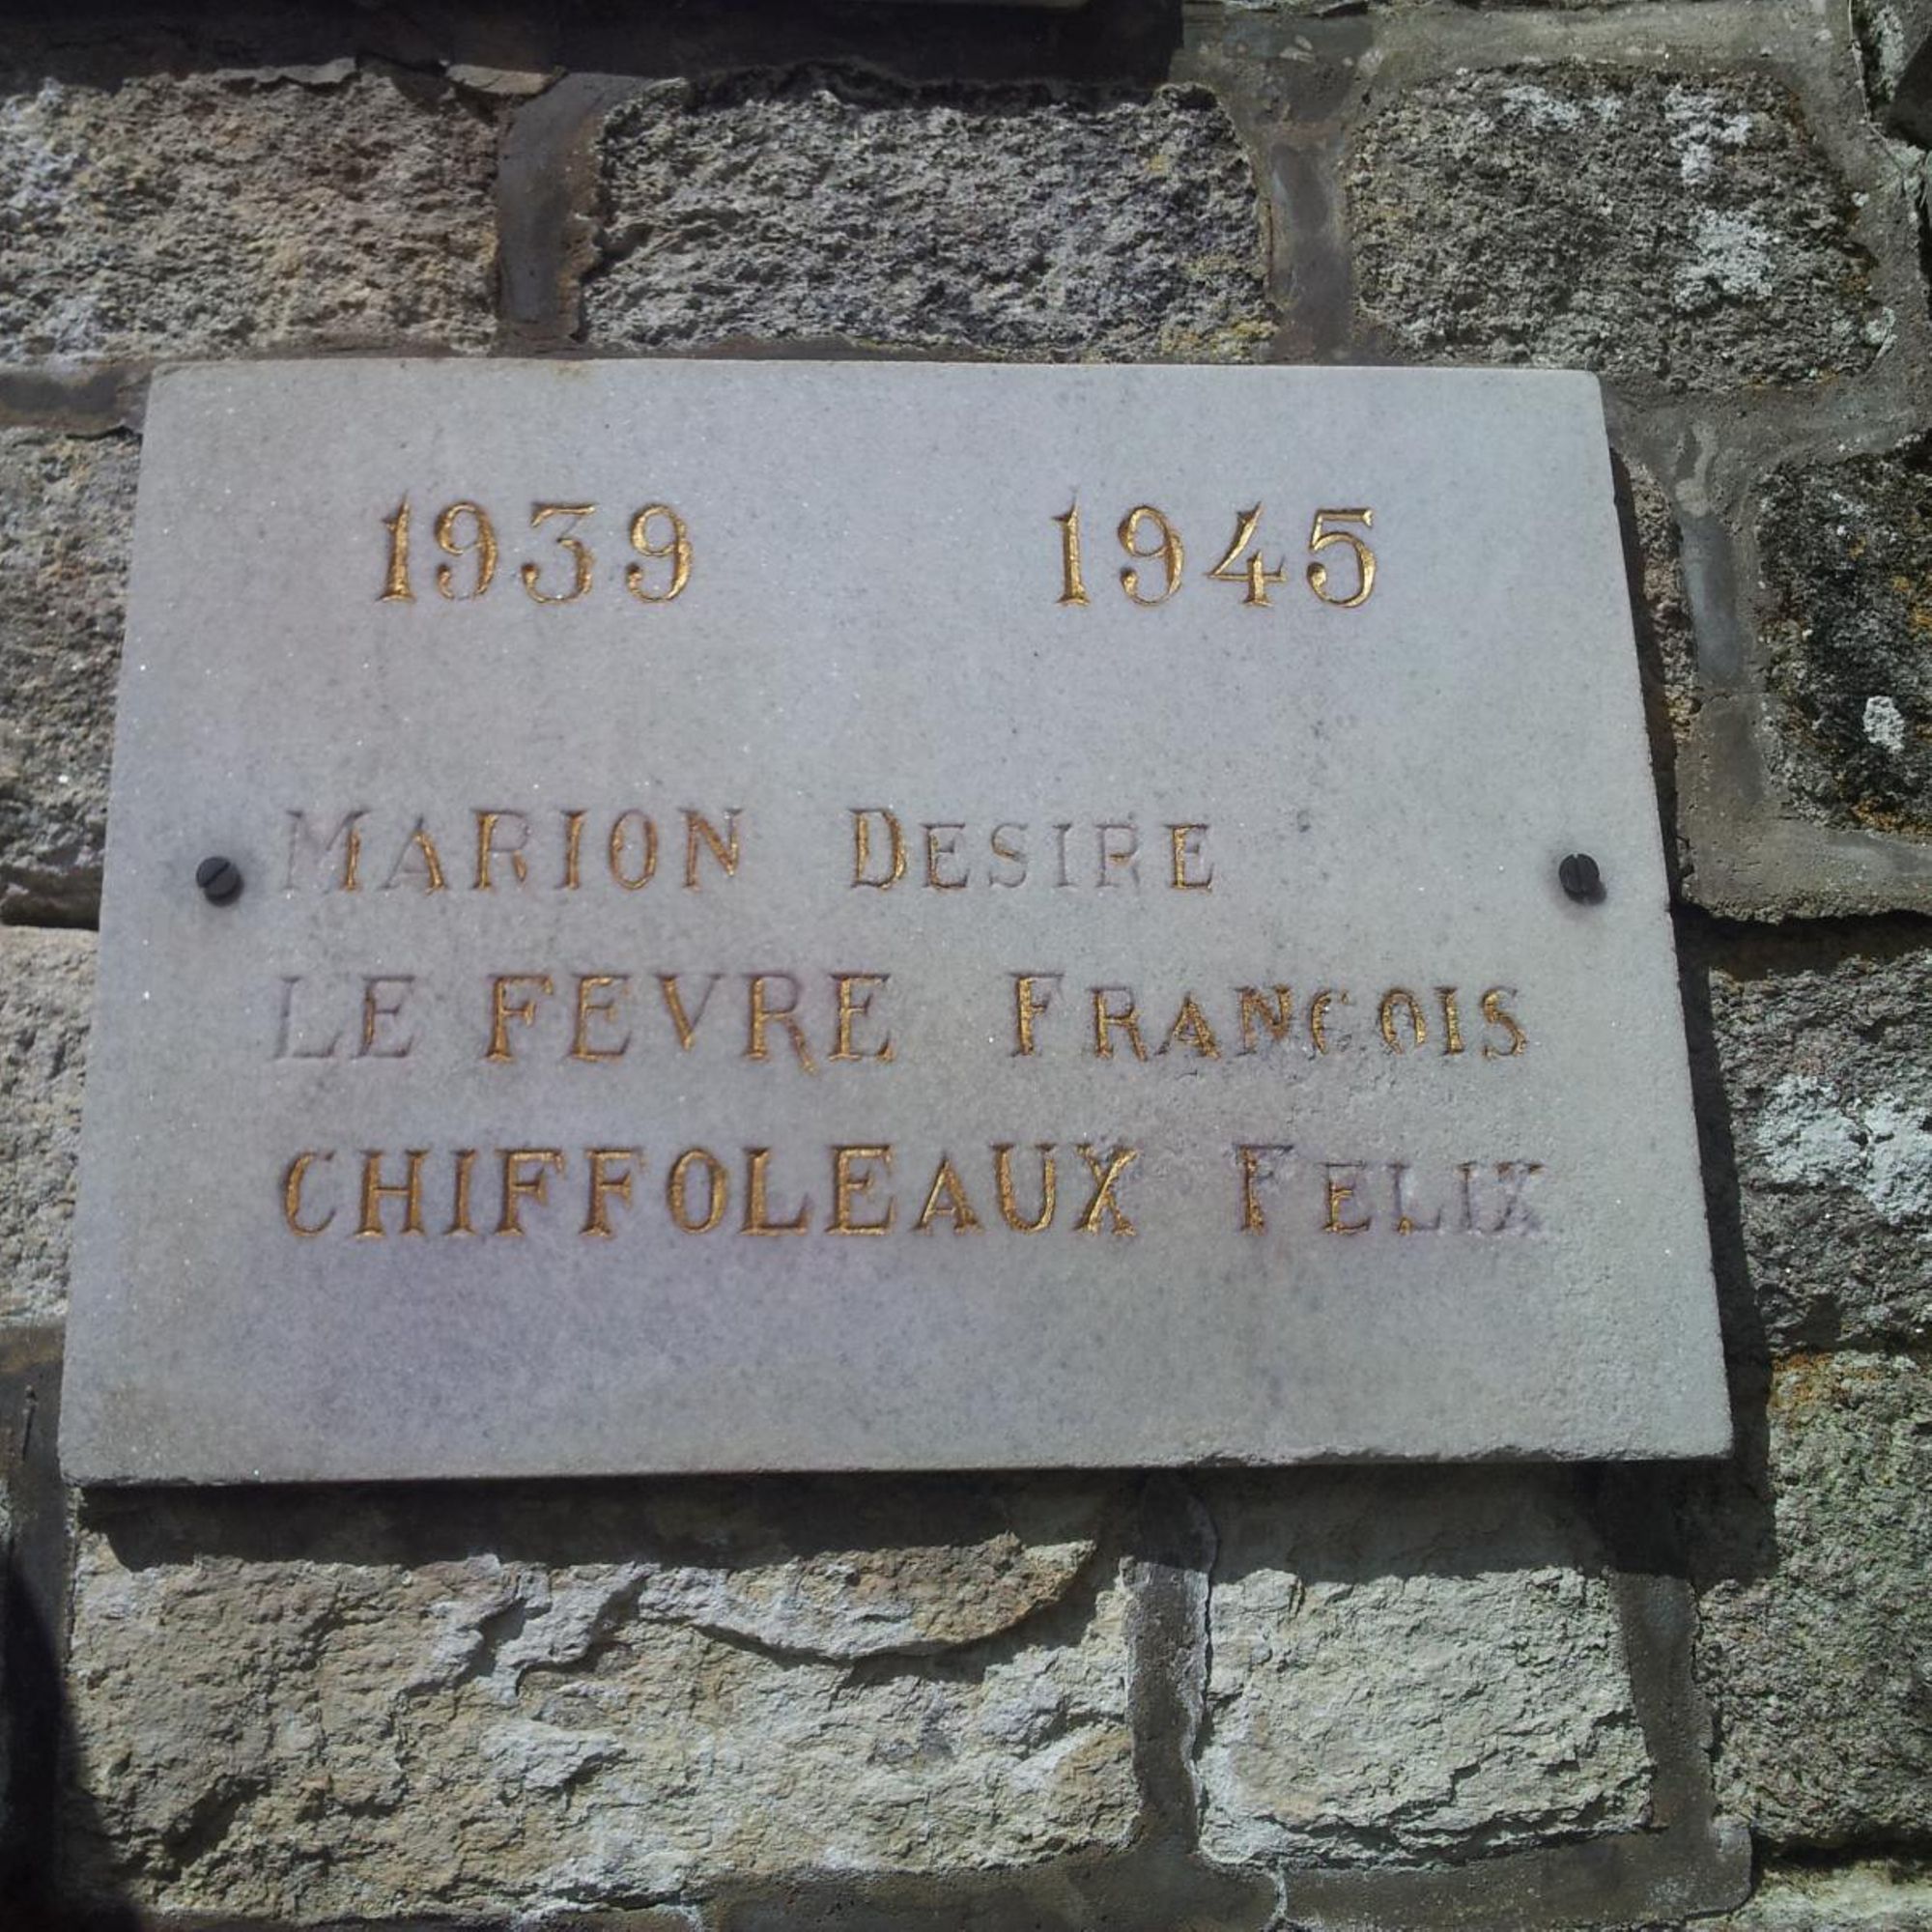 1939 1945
MARION DESIRE
LE FEVRE FRANCOIS
CHIFFOLEAUX FELIX